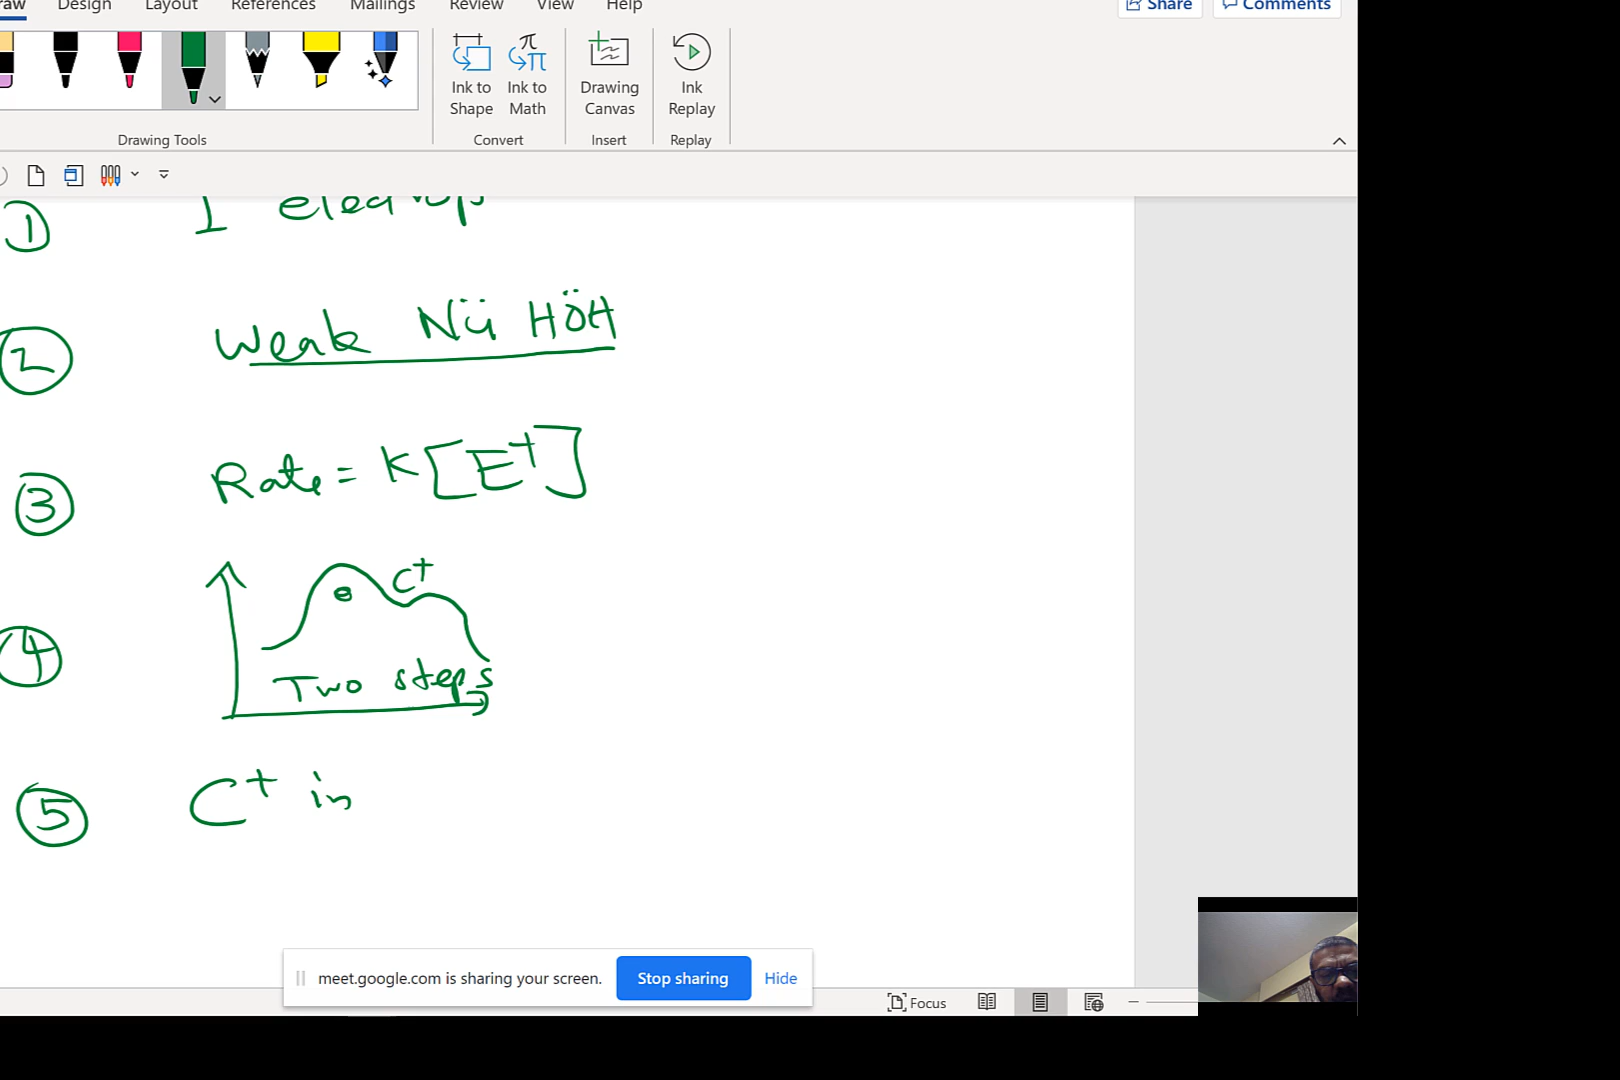 Draw Design Layout References Mailings Review View Help Share Comments
Ink to Shape Ink to Math Drawing Canvas Ink Replay
Drawing Tools Convert Insert Replay
① I
② Weak Nü HÖH
③ Rate = K[E+]
C+
④ Two steps
⑤ C+ in
meet.google.com is sharing your screen. Stop sharing Hide
Focus